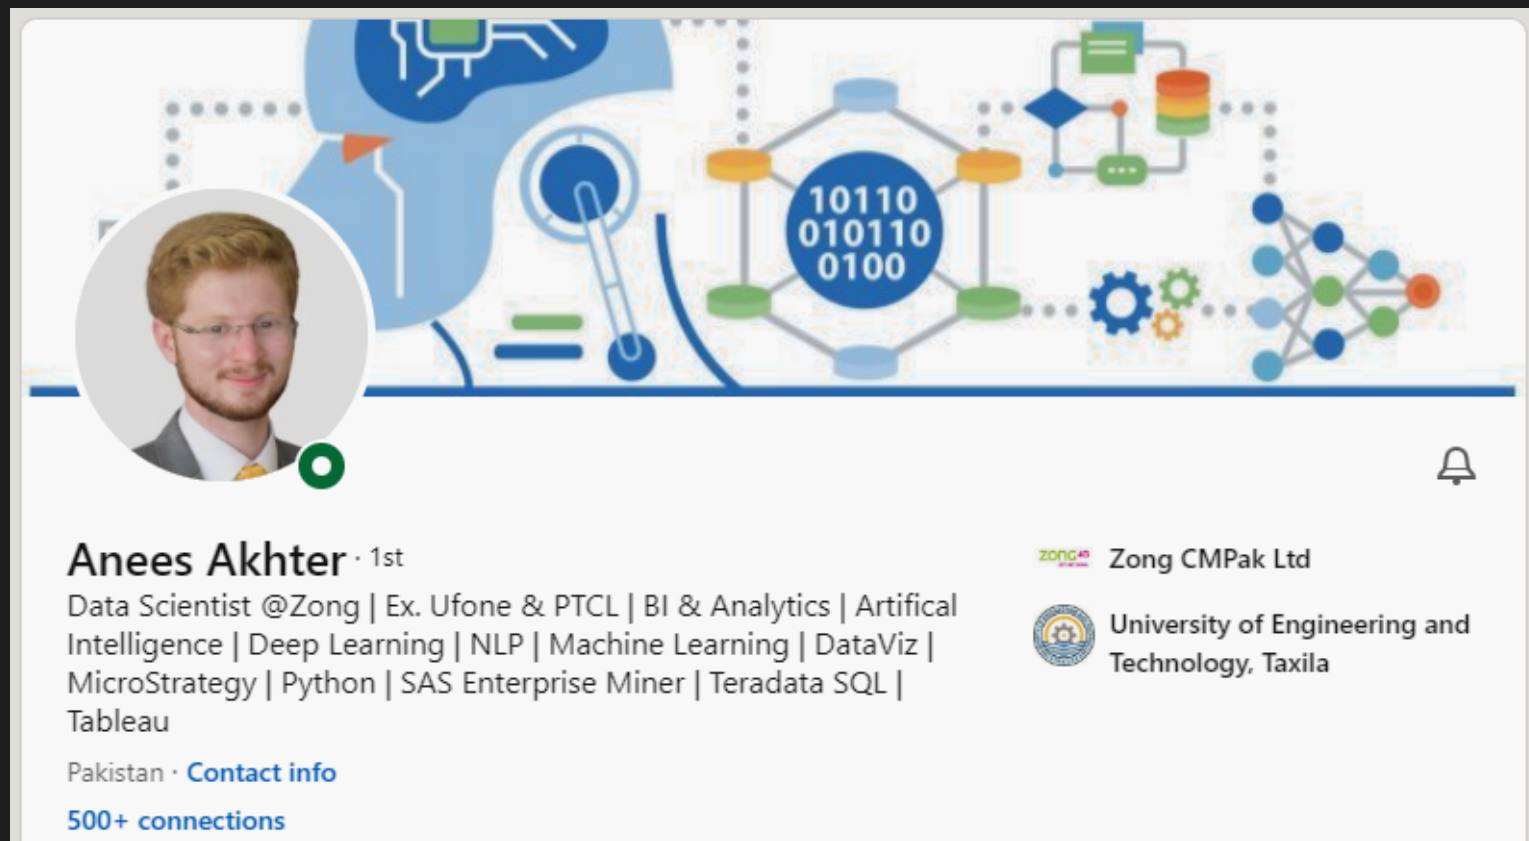 10110
010110
0100
Anees Akhter · 1st
Data Scientist @Zong | Ex. Ufone & PTCL | BI & Analytics | Artifical
Intelligence | Deep Learning | NLP | Machine Learning | DataViz |
MicroStrategy | Python | SAS Enterprise Miner | Teradata SQL |
Tableau
Pakistan · Contact info
500+ connections
ZONG 4G
Zong CMPak Ltd
University of Engineering and
Technology, Taxila